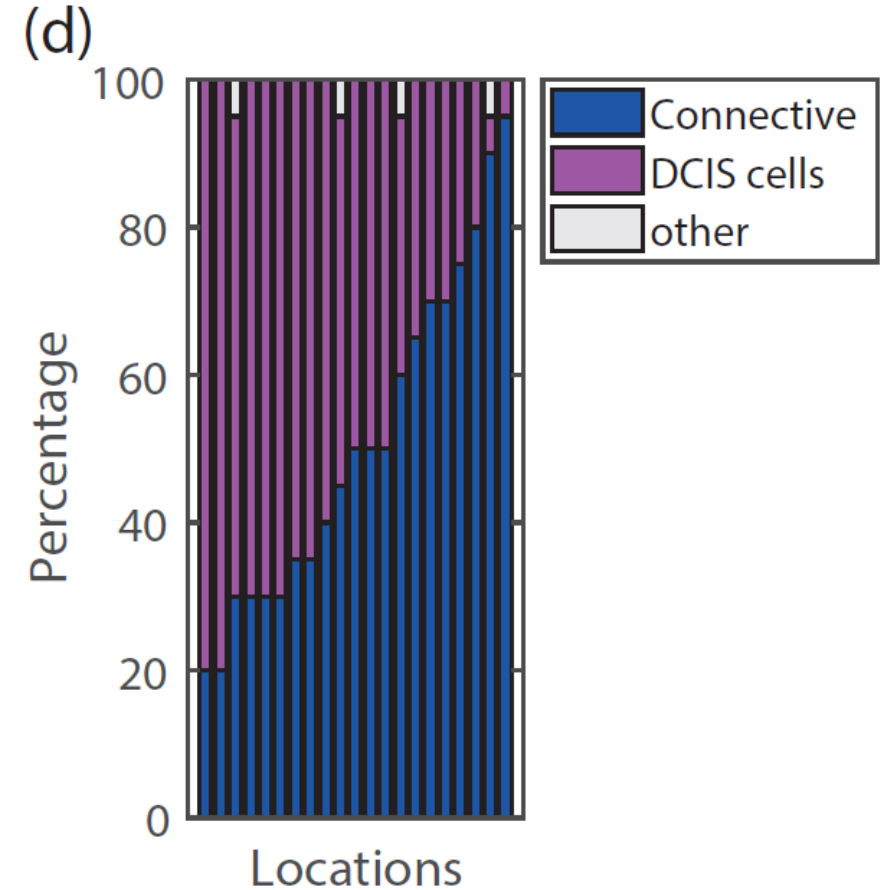 (d)
100
80
60
40
20
0
Percentage
Locations
Connective
DCIS cells
other